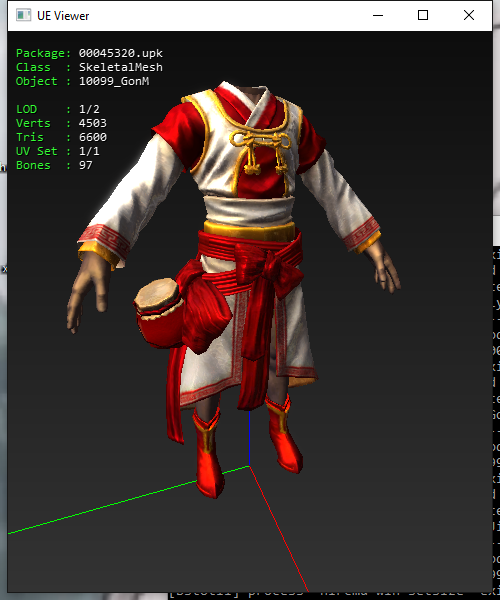 UE Viewer
Package: 00045320.upk
Class : SkeletalMesh
Object : 10099_GonM
LOD : 1/2
Verts : 4503
Tris : 6600
UV Set : 1/1
Bones : 97